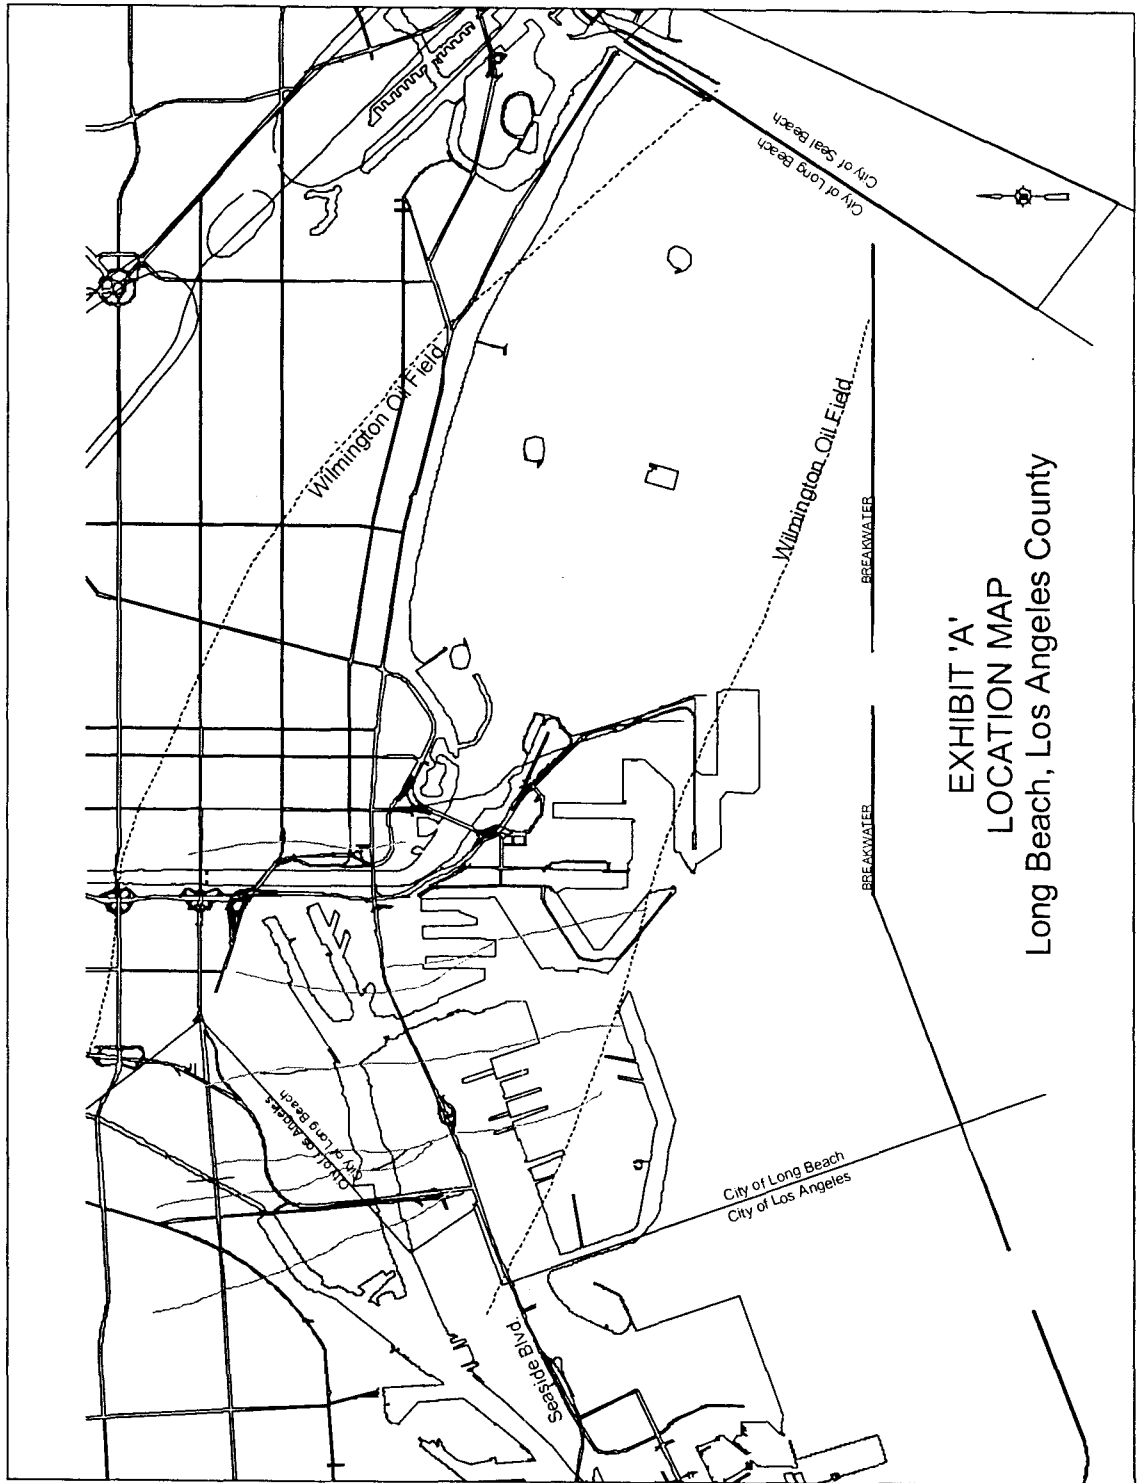 City of Seal Beach
City of Long Beach
Wilmington Oil Field
Wilmington Oil Field
BREAKWATER
BREAKWATER
EXHIBIT 'A'
LOCATION MAP
Long Beach, Los Angeles County
City of Los Angeles
City of Long Beach
City of Long Beach
City of Los Angeles
Seaside Blvd.